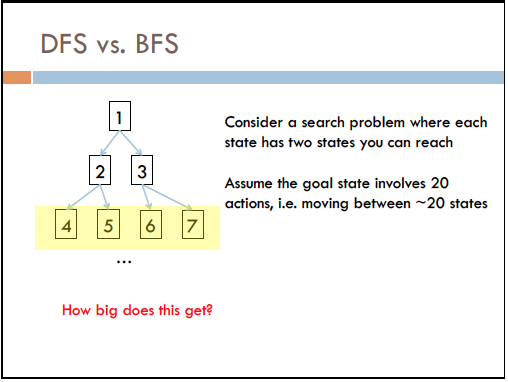 DFS vs. BFS
1
Consider a search problem where each
state has two states you can reach
2 3
Assume the goal state involves 20
actions, i.e. moving between ~20 states
4 5 6 7
...
How big does this get?